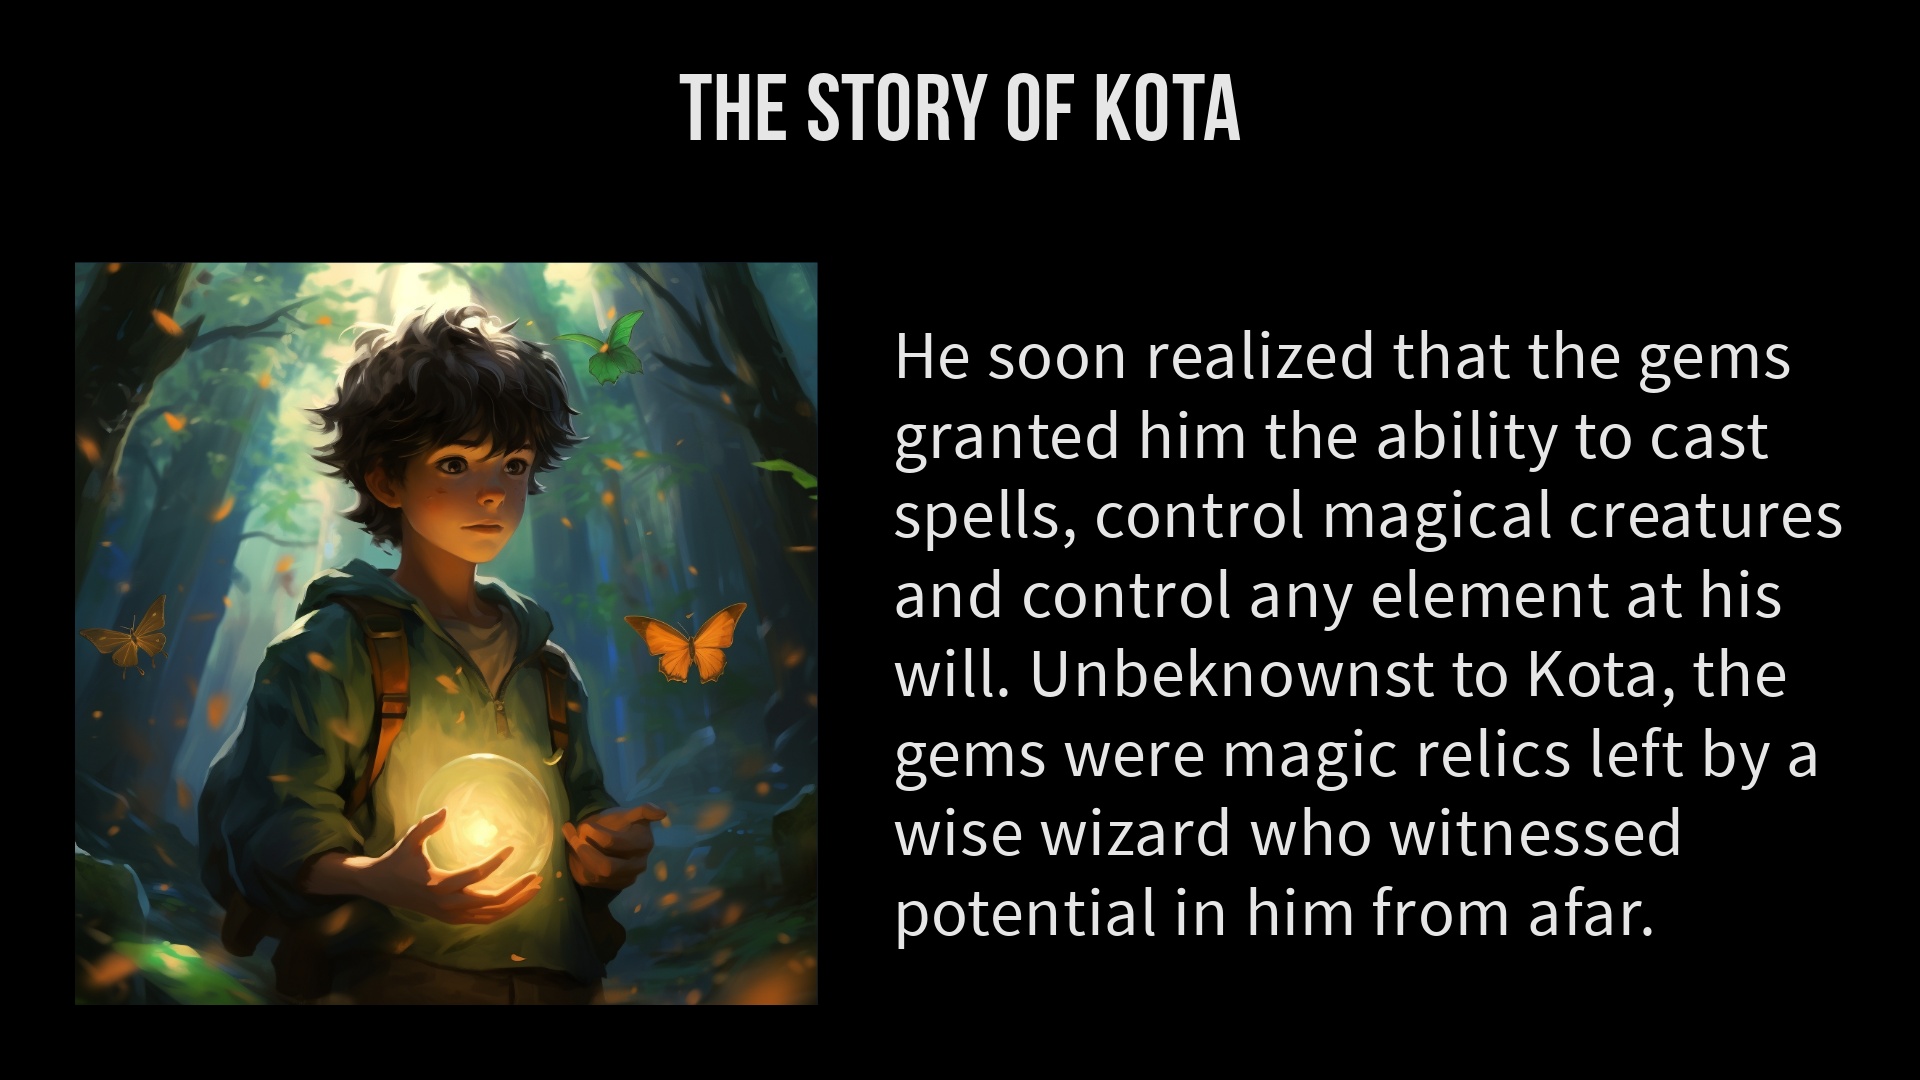 THE STORY OF KOTA
He soon realized that the gems
granted him the ability to cast
spells, control magical creatures
and control any element at his
will. Unbeknownst to Kota, the
gems were magic relics left by a
wise wizard who witnessed
potential in him from afar.